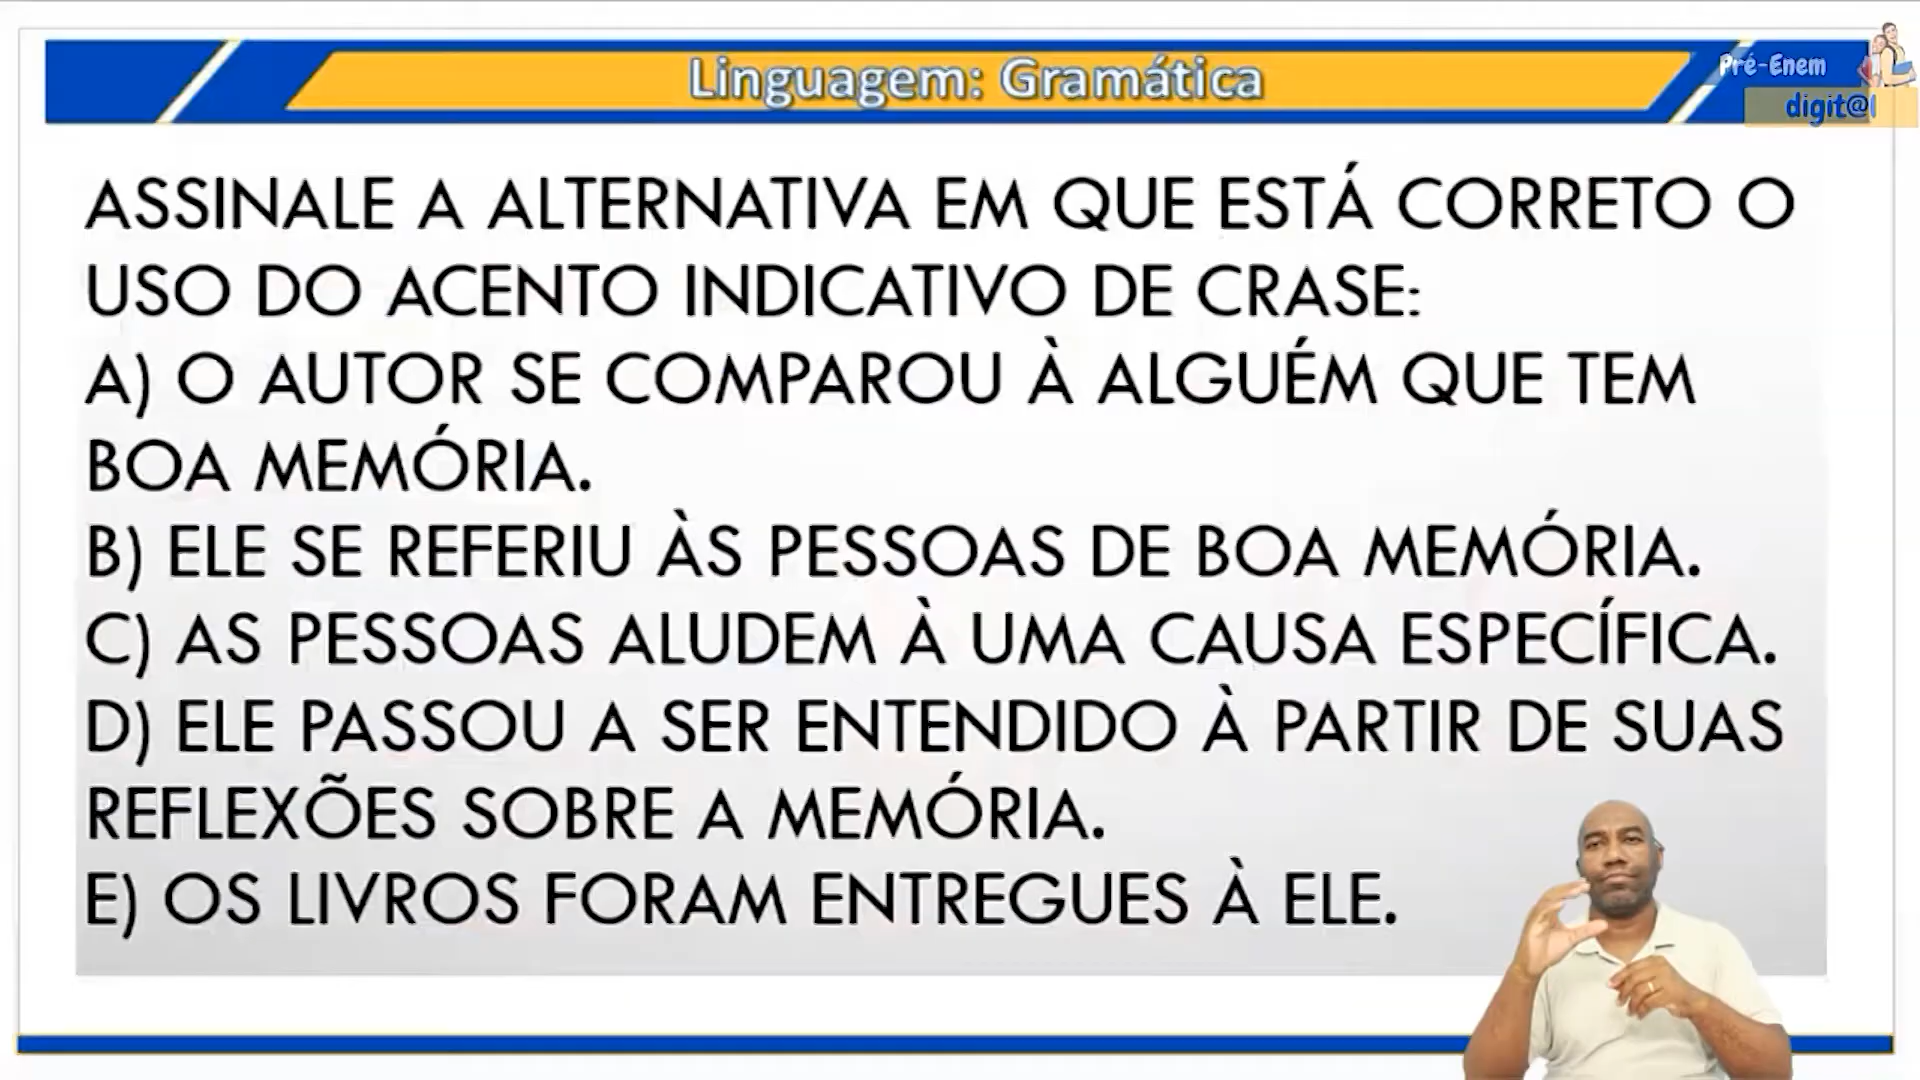 Linguagem: Gramática
Pré-Enem
digit@l
ASSINALE A ALTERNATIVA EM QUE ESTÁ CORRETO O
USO DO ACENTO INDICATIVO DE CRASE:
A) O AUTOR SE COMPAROU À ALGUÉM QUE TEM
BOA MEMÓRIA.
B) ELE SE REFERIU ÀS PESSOAS DE BOA MEMÓRIA.
C) AS PESSOAS ALUDEM À UMA CAUSA ESPECÍFICA.
D) ELE PASSOU A SER ENTENDIDO À PARTIR DE SUAS
REFLEXÕES SOBRE A MEMÓRIA.
E) OS LIVROS FORAM ENTREGUES À ELE.